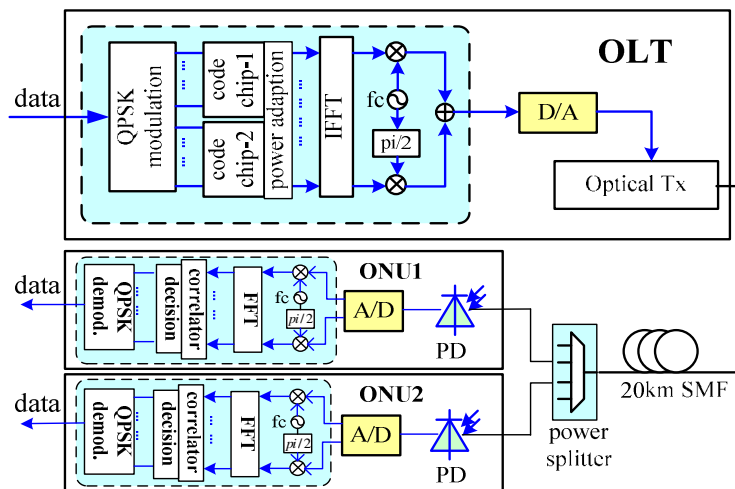 OLT
data
QPSK
modulation
code
chip-1
code
chip-2
power adaption
IFFT
fc
pi/2
D/A
Optical Tx
ONU1
data
QPSK
demod.
decision
correlator
FFT
fc
pi/2
A/D
PD
ONU2
data
QPSK
demod.
decision
correlator
FFT
fc
pi/2
A/D
PD
power
splitter
20km SMF